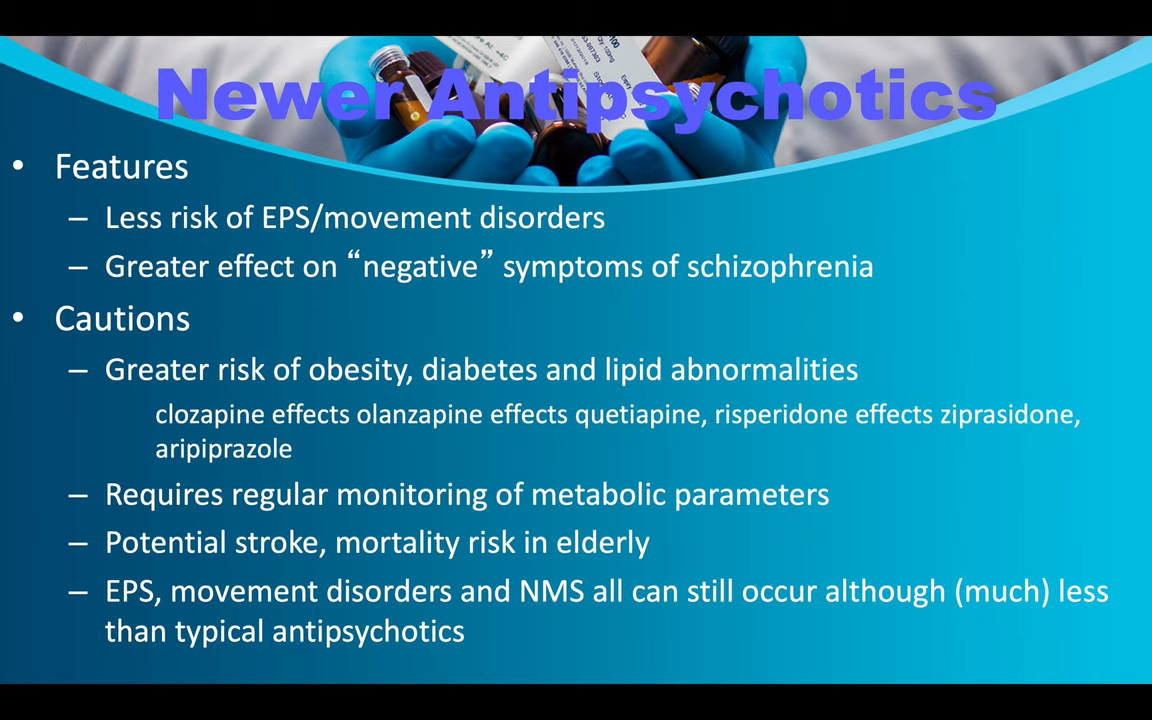 Newer Antipsychotics
• Features
– Less risk of EPS/movement disorders
– Greater effect on “negative” symptoms of schizophrenia
• Cautions
– Greater risk of obesity, diabetes and lipid abnormalities
clozapine effects olanzapine effects quetiapine, risperidone effects ziprasidone,
aripiprazole
– Requires regular monitoring of metabolic parameters
– Potential stroke, mortality risk in elderly
– EPS, movement disorders and NMS all can still occur although (much) less
than typical antipsychotics